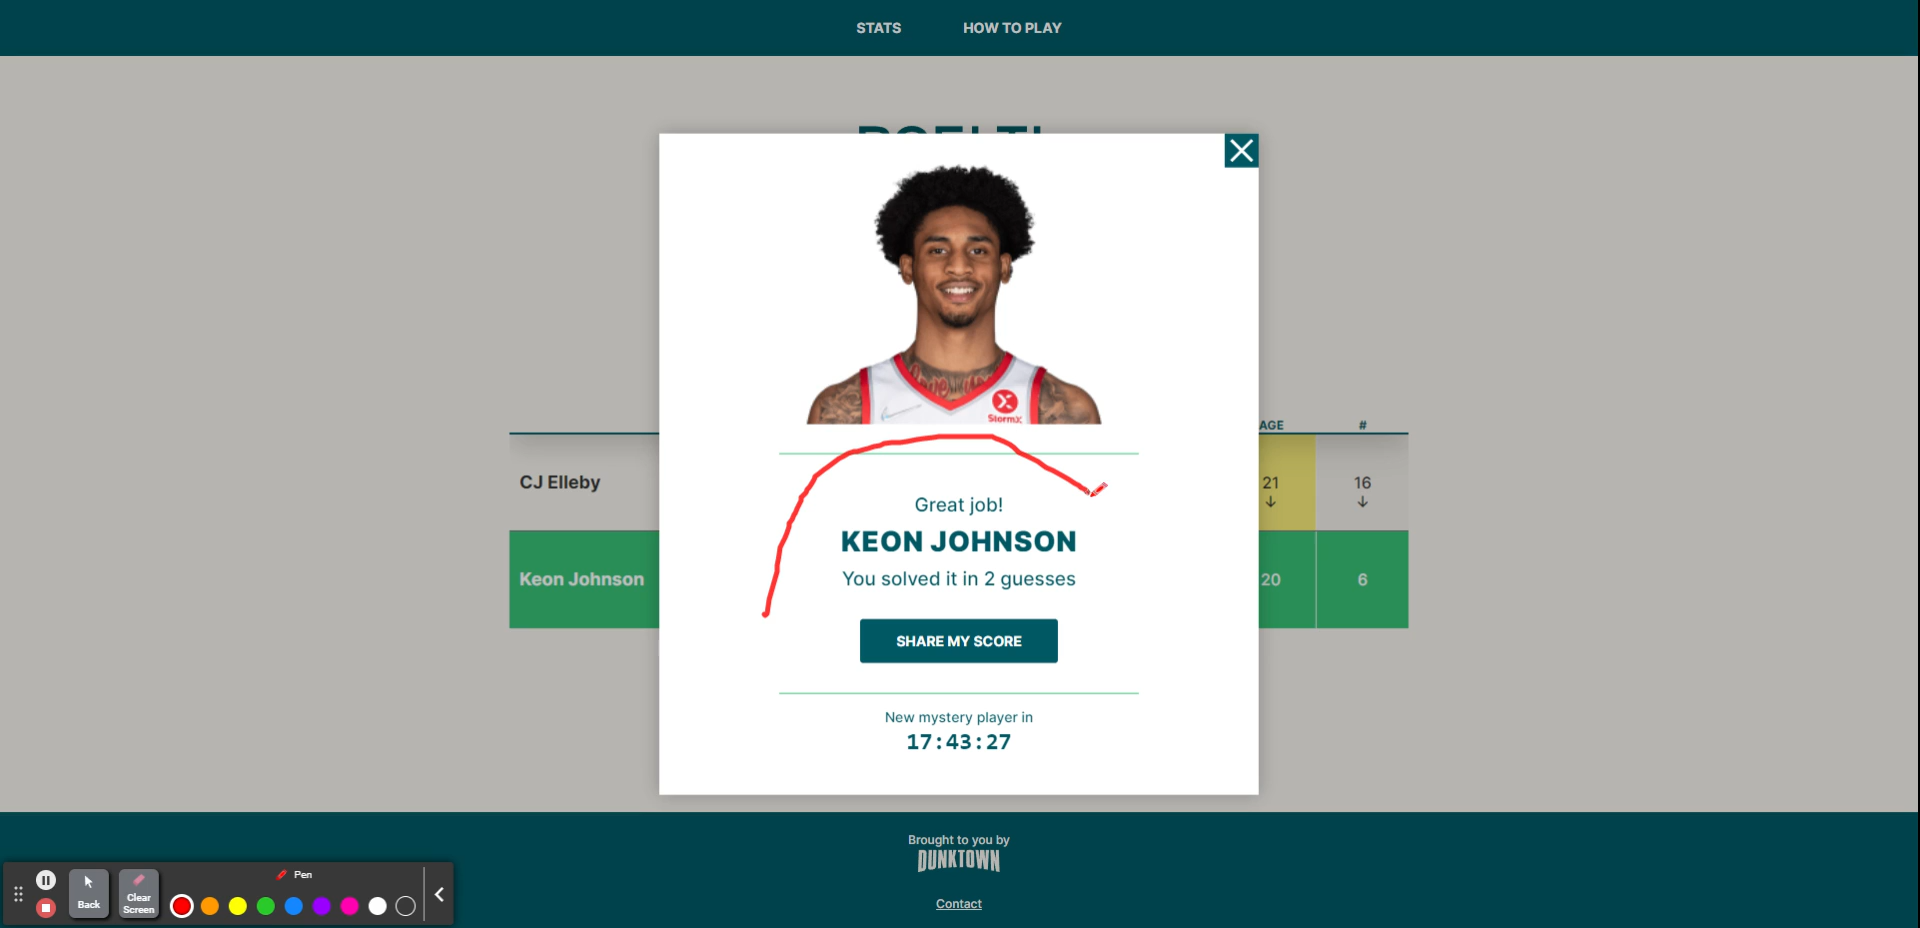 STATS HOW TO PLAY
AGE #
CJ Elleby 21 16
Keon Johnson 20 6
StormX
Great job!
KEON JOHNSON
You solved it in 2 guesses
SHARE MY SCORE
New mystery player in
17:43:27
Brought to you by
DUNKTOWN
Contact
Pen
Back
Clear
Screen